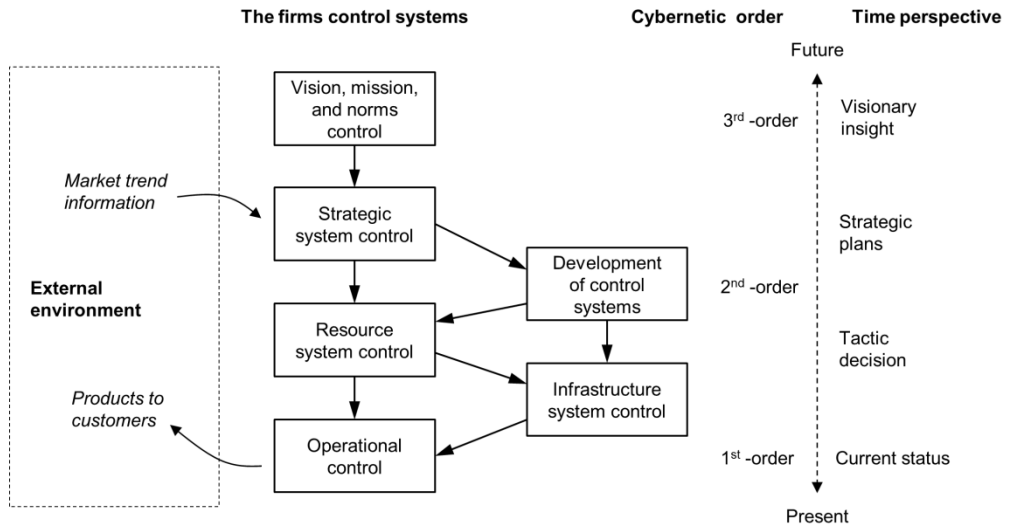 The firms control systems
Cybernetic order
Time perspective
Future
Vision, mission,
and norms
control
3rd -order
Visionary
insight
Market trend
information
Strategic
system control
Strategic
plans
External
environment
Development
of control
systems
2nd -order
Resource
system control
Tactic
decision
Infrastructure
system control
Products to
customers
Operational
control
1st -order
Current status
Present